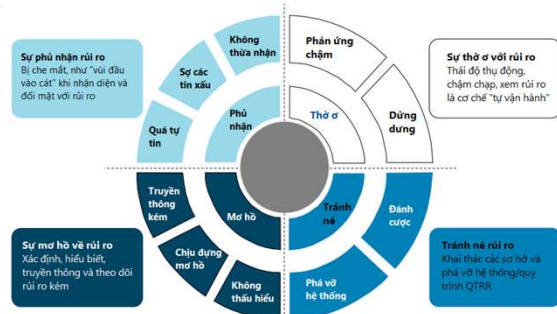 Sự phủ nhận rủi ro
Bị che mắt, như "vùi đầu
vào cát" khi nhận diện và
đối mặt với rủi ro
Không
thừa nhận
Sợ các
tin xấu
Quá tự
tin
Phủ
nhận
Phản ứng
chậm
Thờ ơ
Dửng
dưng
Sự thờ ơ với rủi ro
Thái độ thụ động,
chậm chạp, xem rủi ro
là cơ chế "tự vận hành"
Sự mơ hồ về rủi ro
Xác định, hiểu biết,
truyền thông và theo dõi
rủi ro kém
Truyền
thông
kém
Mơ hồ
Chịu đựng
mơ hồ
Không
thấu hiểu
Tránh
né
Đánh
cược
Phá vỡ
hệ thống
Tránh né rủi ro
Khai thác các sơ hở và
phá vỡ hệ thống/quy
trình QTRR